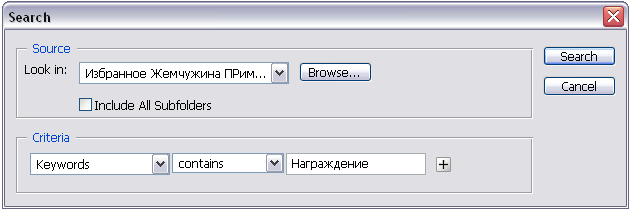 Search
Source
Look in: Избранное Жемчужина ПРим... Browse... Search
Include All Subfolders Cancel
Criteria
Keywords contains Награждение +